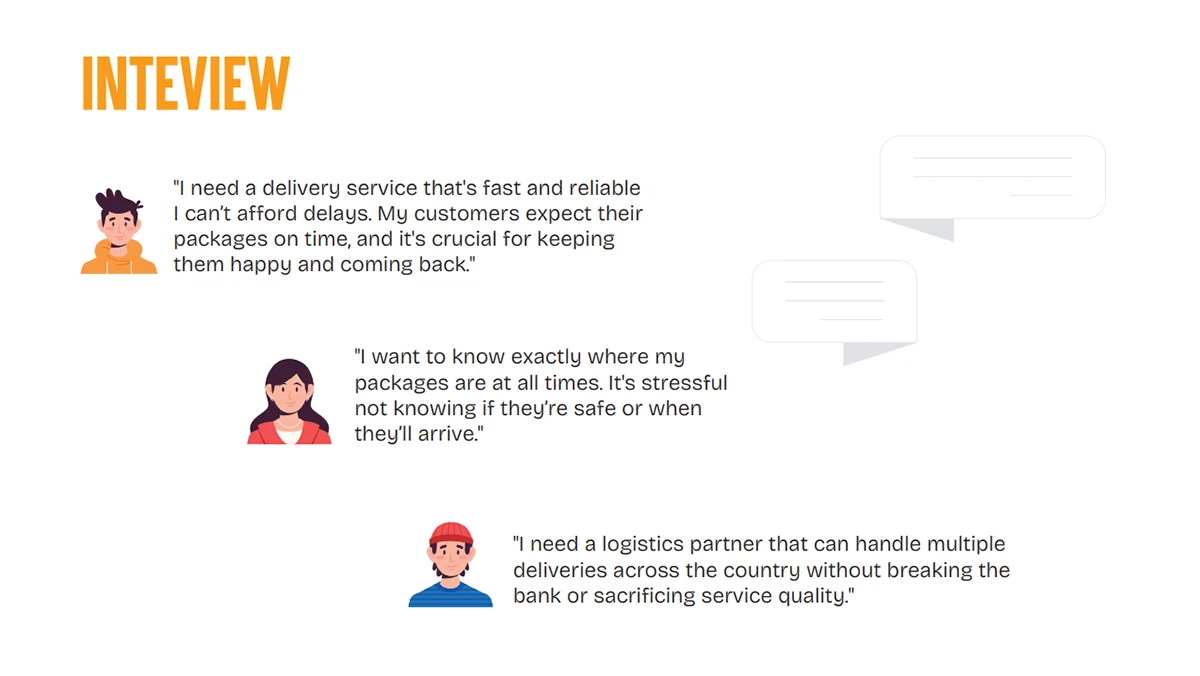 INTEVIEW
"I need a delivery service that's fast and reliable
I can’t afford delays. My customers expect their
packages on time, and it's crucial for keeping
them happy and coming back."
"I want to know exactly where my
packages are at all times. It's stressful
not knowing if they’re safe or when
they’ll arrive."
"I need a logistics partner that can handle multiple
deliveries across the country without breaking the
bank or sacrificing service quality."